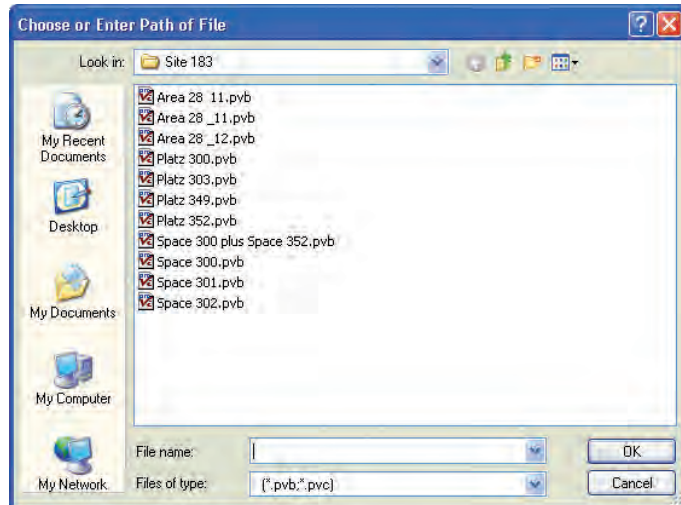 Choose or Enter Path of File
Look in: Site 183
My Recent
Documents
Desktop
My Documents
My Computer
My Network
Area 28 11.pvb
Area 28 _11.pvb
Area 28 _12.pvb
Platz 300.pvb
Platz 303.pvb
Platz 349.pvb
Platz 352.pvb
Space 300 plus Space 352.pvb
Space 300.pvb
Space 301.pvb
Space 302.pvb
File name:
OK
Files of type: (*.pvb;*.pvc)
Cancel